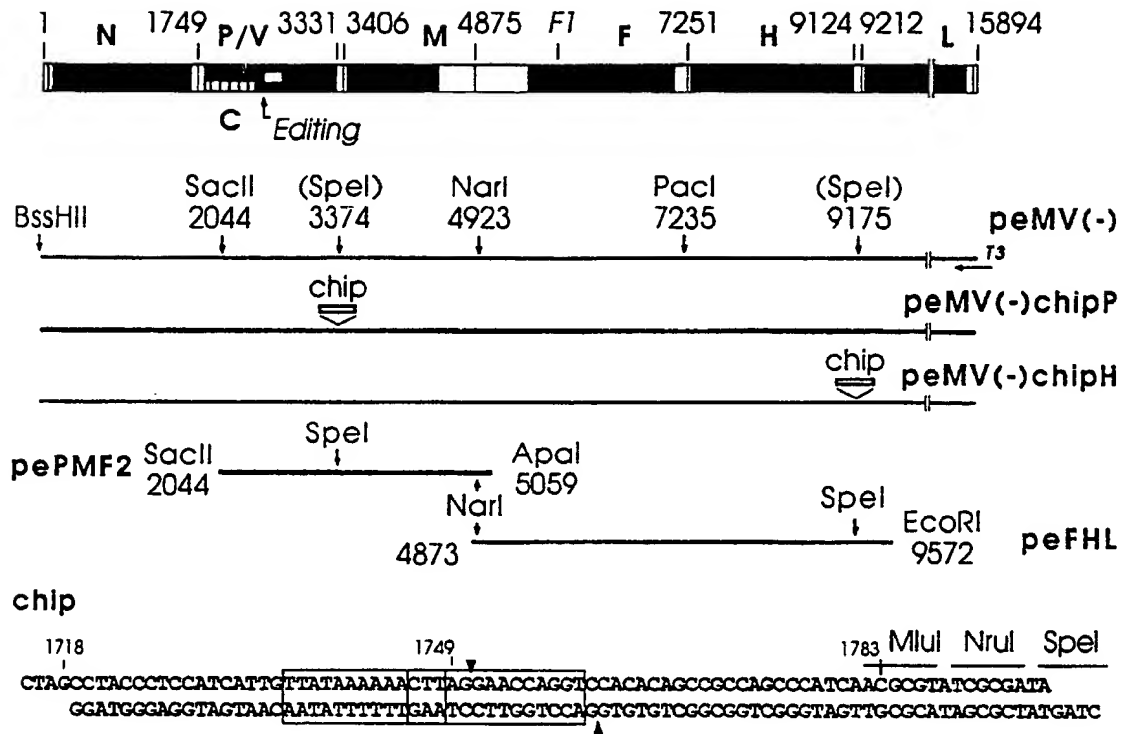 1 N 1749 P/V 3331 3406 M 4875 F1 F 7251 H 9124 9212 L 15894
C Editing
SacII (SpeI) NarI PacI (SpeI)
BssHII 2044 3374 4923 7235 9175 peMV(-)
T3
chip
peMV(-)chipP
chip
peMV(-)chipH
SpeI
pePMF2 SacII ApaI
2044 5059
NarI SpeI
4873 EcoRI peFHL
9572
chip
1718 1749 1783 MluI NruI SpeI
CTAGCCTACCCTCCATCATTGTTATAAAAAACTTAGGAACCAGGTCCACACAGCCGCCAGCCCATCAACGCGTATCGCGATA
GGATGGGAGGTAGTAACAATATTTTTTGAATCCTTGGTCCAGGTGTGTCGGCGGTCGGGTAGTTGCGCATAGCGCTATGATC